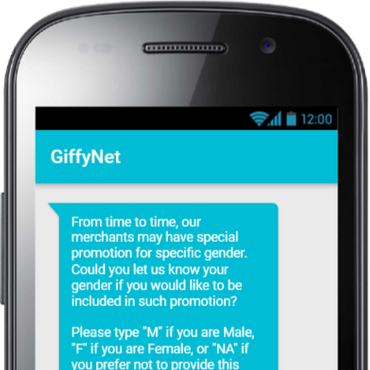 12:00
GiffyNet
From time to time, our
merchants may have special
promotion for specific gender.
Could you let us know your
gender if you would like to be
included in such promotion?
Please type "M" if you are Male,
"F" if you are Female, or "NA" if
you prefer not to provide this